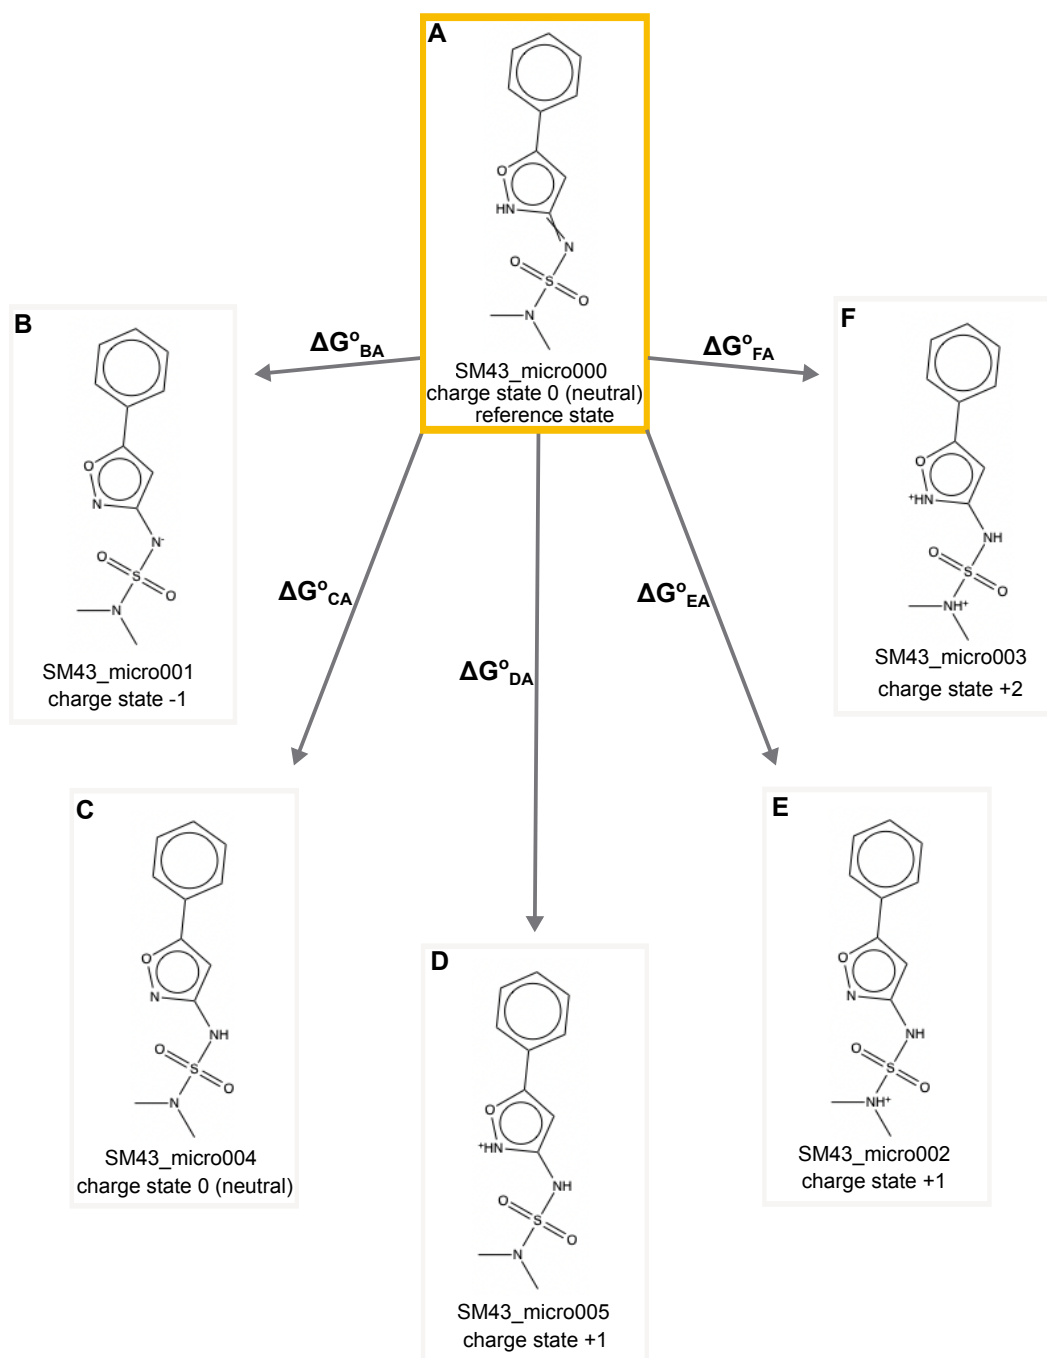 A
O
HN
N
O
S
O
N
SM43_micro000
charge state 0 (neutral)
reference state
ΔG°BA
ΔG°FA
ΔG°CA
ΔG°DA
ΔG°EA
B
O
N
N-
O
S
O
N
SM43_micro001
charge state -1
F
O
+HN
NH
O
S
O
NH+
SM43_micro003
charge state +2
C
O
N
NH
O
S
O
N
SM43_micro004
charge state 0 (neutral)
D
O
+HN
NH
O
S
O
N
SM43_micro005
charge state +1
E
O
N
NH
O
S
O
NH+
SM43_micro002
charge state +1